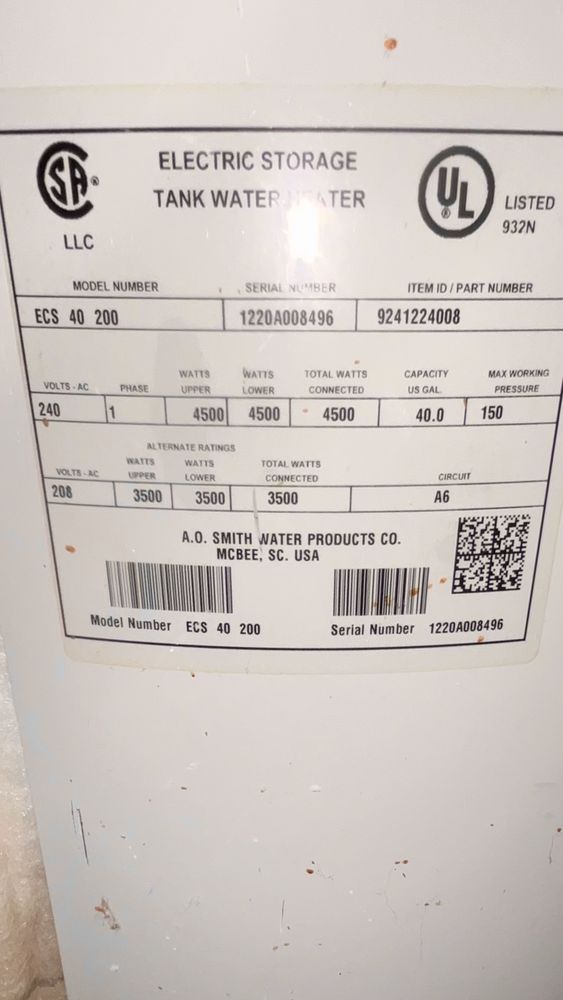 SA
ELECTRIC STORAGE
TANK WATER HEATER
UL
®
LISTED
932N
LLC
MODEL NUMBER SERIAL NUMBER ITEM ID / PART NUMBER
ECS 40 200 1220A008496 9241224008
VOLTS - AC PHASE WATTS UPPER WATTS LOWER TOTAL WATTS CONNECTED CAPACITY US GAL. MAX WORKING PRESSURE
240 1 4500 4500 4500 40.0 150
ALTERNATE RATINGS
VOLTS - AC WATTS UPPER WATTS LOWER TOTAL WATTS CONNECTED CIRCUIT
208 3500 3500 3500 A6
A.O. SMITH WATER PRODUCTS CO.
MCBEE, SC. USA
Model Number ECS 40 200 Serial Number 1220A008496